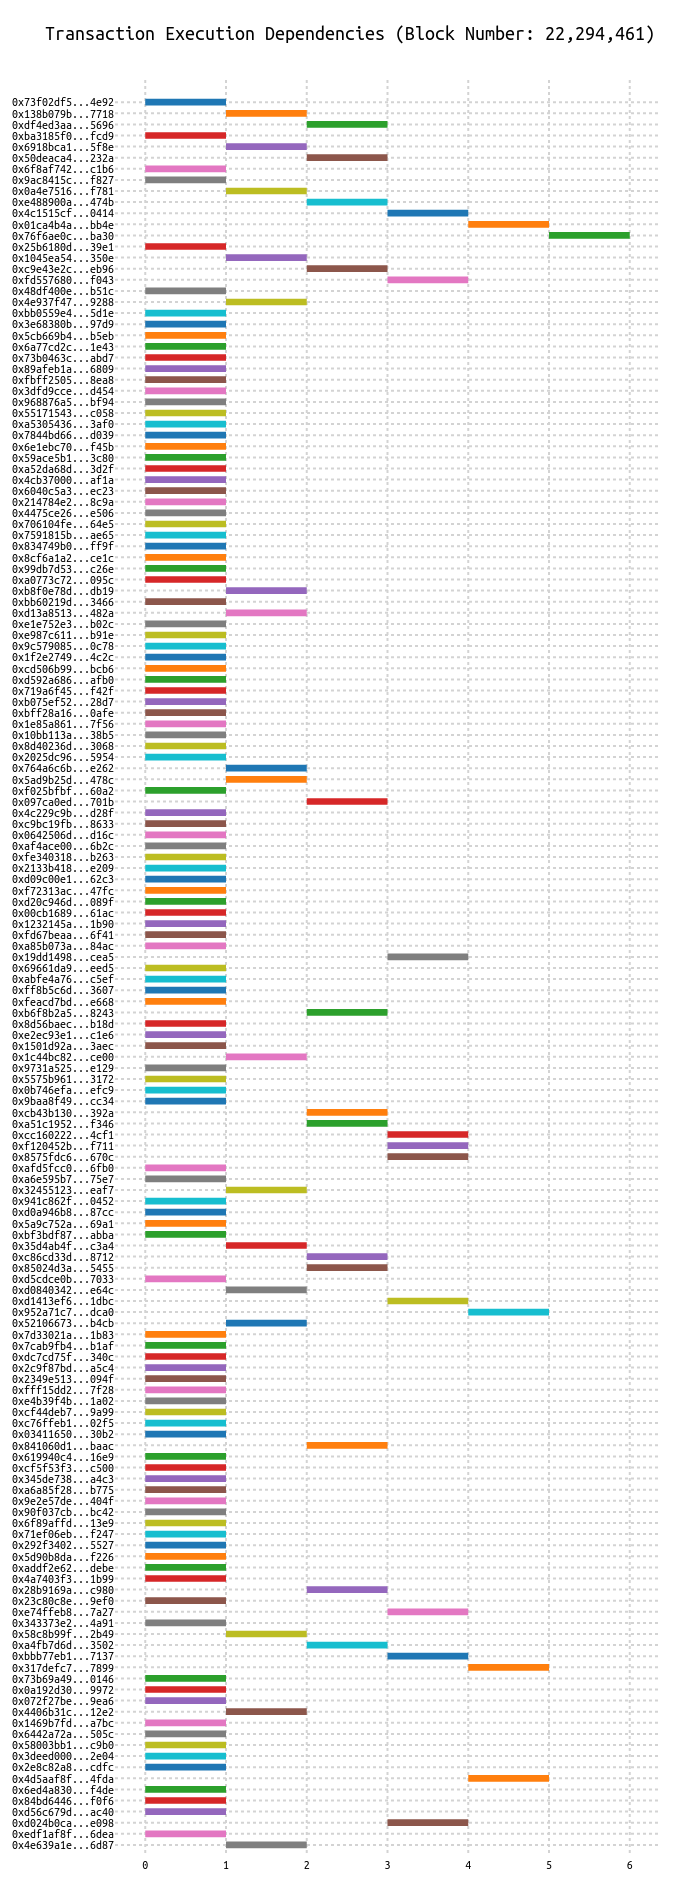 Transaction Execution Dependencies (Block Number: 22,294,461)
0x73f02df5...4e92
0x138b079b...7718
0xdf4ed3aa...5696
0xba3185f0...fcd9
0x6918bca1...5f8e
0x50deaca4...232a
0x6f8af742...c1b6
0x9ac8415c...f827
0x0a4e7516...f781
0xe488900a...474b
0x4c1515cf...0414
0x01ca4b4a...bb4e
0x76f6ae0c...ba30
0x25b6180d...39e1
0x1045ea54...350e
0xc9e43e2c...eb96
0xfd557680...f043
0x48df400e...b51c
0x4e937f47...9288
0xbb0559e4...5d1e
0x3e68380b...97d9
0x5cb669b4...b5eb
0x6a77cd2c...1e43
0x73b0463c...abd7
0x89afeb1a...6809
0xfbff2505...8ea8
0x3dfd9cce...d454
0x968876a5...bf94
0x55171543...c058
0xa5305436...3af0
0x7844bd66...d039
0x6e1ebc70...f45b
0x59ace5b1...3c80
0xa52da68d...3d2f
0x4cb37000...af1a
0x6040c5a3...ec23
0x214784e2...8c9a
0x4475ce26...e506
0x706104fe...64e5
0x7591815b...ae65
0x834749b0...ff9f
0x8cf6a1a2...ce1c
0x99db7d53...c26e
0xa0773c72...095c
0xb8f0e78d...db19
0xbb60219d...3466
0xd13a8513...482a
0xe1e752e3...b02c
0xe987c611...b91e
0x9c579085...0c78
0x1f2e2749...4c2c
0xcd506b99...bcb6
0xd592a686...afb0
0x719a6f45...f42f
0xb075ef52...28d7
0xbff28a16...0afe
0x1e85a861...7f56
0x10bb113a...38b5
0x8d40236d...3068
0x2025dc96...5954
0x764a6c6b...e262
0x5ad9b25d...478c
0xf025bfbf...60a2
0x097ca0ed...701b
0x4c229c9b...d28f
0xc9bc19fb...8633
0x0642506d...d16c
0xaf4ace00...6b2c
0xfe340318...b263
0x2133b418...e209
0xd09c00e1...62c3
0xf72313ac...47fc
0xd20c946d...089f
0x00cb1689...61ac
0x1232145a...1b90
0xfd67beaa...6f41
0xa85b073a...84ac
0x19dd1498...cea5
0x69661da9...eed5
0xabfe4a76...c5ef
0xff8b5c6d...3607
0xfeacd7bd...e668
0xb6f8b2a5...8243
0x8d56baec...b18d
0xe2ec93e1...c1e6
0x1501d92a...3aec
0x1c44bc82...ce00
0x9731a525...e129
0x5575b961...3172
0x0b746efa...efc9
0x9baa8f49...cc34
0xcb43b130...392a
0xa51c1952...f346
0xcc160222...4cf1
0xf120452b...f711
0x8575fdc6...670c
0xafd5fcc0...6fb0
0xa6e595b7...75e7
0x32455123...eaf7
0x941c862f...0452
0xd0a946b8...87cc
0x5a9c752a...69a1
0xbf3bdf87...abba
0x35d4ab4f...c3a4
0xc86cd33d...8712
0x85024d3a...5455
0xd5cdce0b...7033
0xd0840342...e64c
0xd1413ef6...1dbc
0x952a71c7...dca0
0x52106673...b4cb
0x7d33021a...1b83
0x7cab9fb4...b1af
0xdc7cd75f...340c
0x2c9f87bd...a5c4
0x2349e513...094f
0xfff15dd2...7f28
0xe4b39f4b...1a02
0xcf44deb7...9a99
0xc76ffeb1...02f5
0x03411650...30b2
0x841060d1...baac
0x619940c4...16e9
0xcf5f53f3...c500
0x345de738...a4c3
0xa6a85f28...b775
0x9e2e57de...404f
0x90f037cb...bc42
0x6f89affd...13e9
0x71ef06eb...f247
0x292f3402...5527
0x5d90b8da...f226
0xaddf2e62...debe
0x4a7403f3...1b99
0x28b9169a...c980
0x23c80c8e...9ef0
0xe74ffeb8...7a27
0x343373e2...4a91
0x58c8b99f...2b49
0xa4fb7d6d...3502
0xbbb77eb1...7137
0x317defc7...7899
0x73b69a49...0146
0x0a192d30...9972
0x072f27be...9ea6
0x4406b31c...12e2
0x1469b7fd...a7bc
0x6442a72a...505c
0x58003bb1...c9b0
0x3deed000...2e04
0x2e8c82a8...cdfc
0x4d5aaf8f...4fda
0x6ed4a830...f4de
0x84bd6446...f0f6
0xd56c679d...ac40
0xd024b0ca...e098
0xedf1af8f...6dea
0x4e639a1e...6d87
0 1 2 3 4 5 6